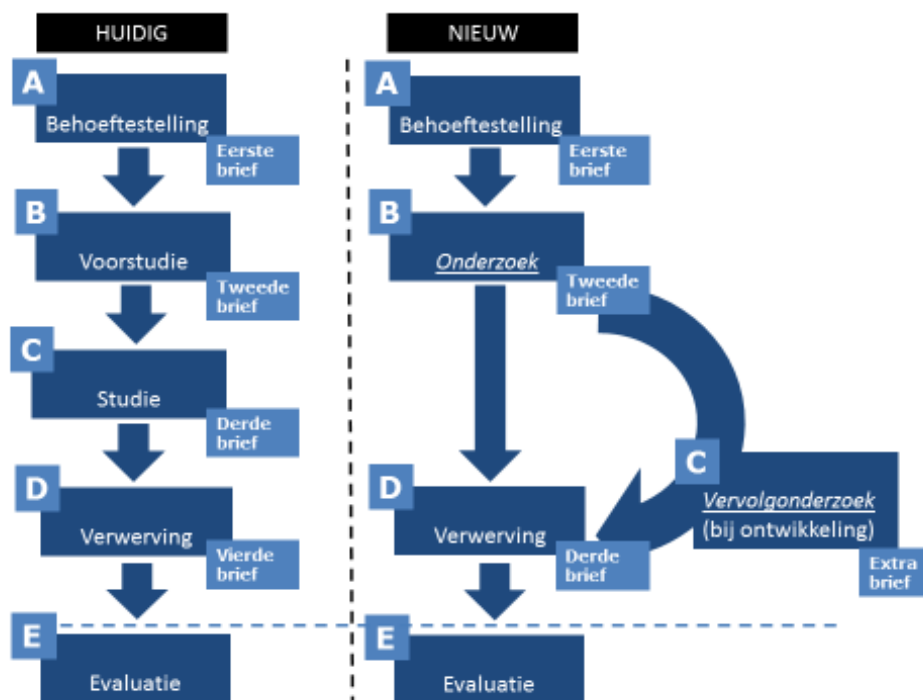 HUIDIG
A
Behoeftestelling
Eerste
brief
B
Voorstudie
Tweede
brief
C
Studie
Derde
brief
D
Verwerving
Vierde
brief
E
Evaluatie
NIEUW
A
Behoeftestelling
Eerste
brief
B
Onderzoek
Tweede
brief
C
Vervolgonderzoek
(bij ontwikkeling)
Extra
brief
D
Verwerving
Derde
brief
E
Evaluatie